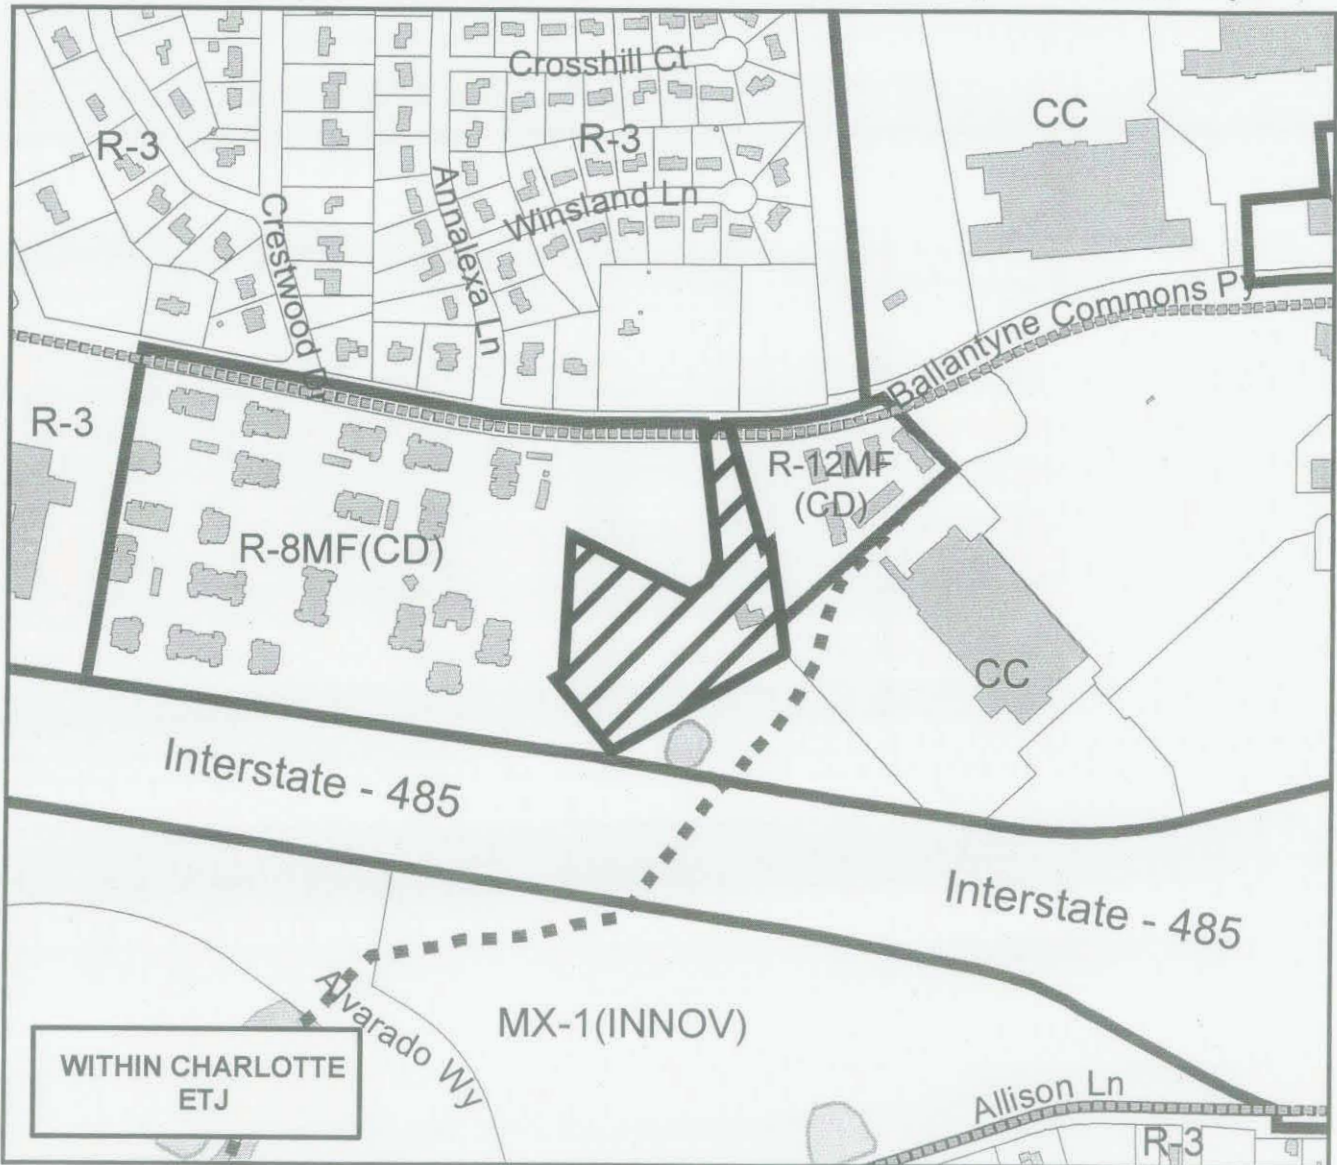 Crosshill Ct
CC
R-3
R-3
Annalexa Ln
Winsland Ln
Crestwood Dr
Ballantyne Commons Py
R-3
R-12MF
(CD)
R-8MF(CD)
CC
Interstate - 485
Interstate - 485
Alvarado Wy
MX-1(INNOV)
WITHIN CHARLOTTE
ETJ
Allison Ln
R-3